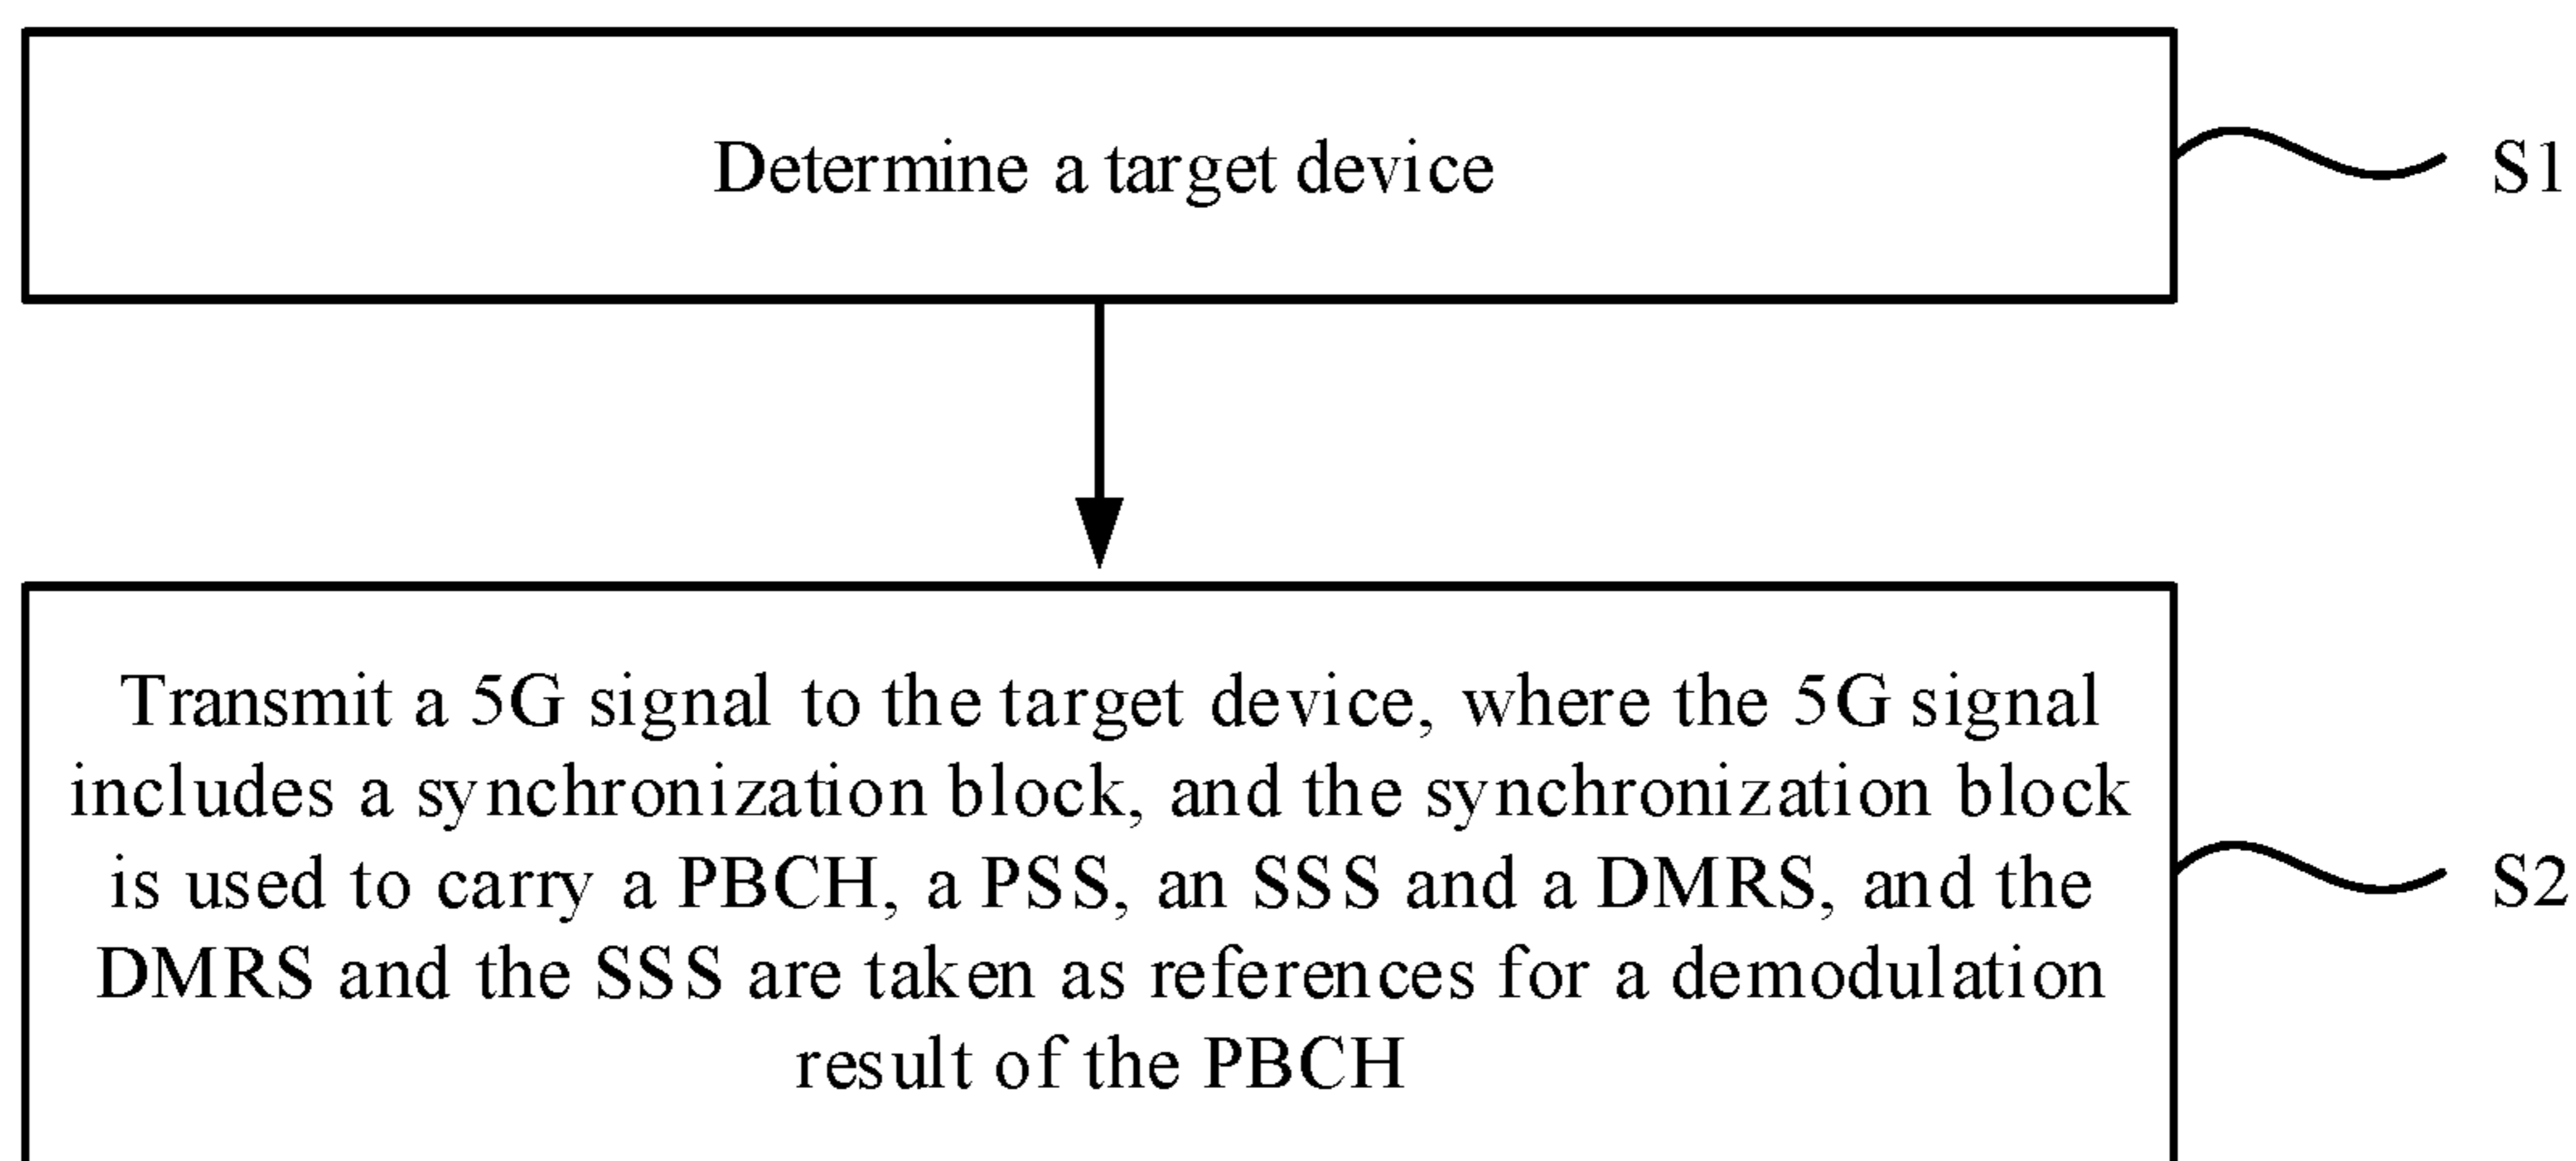 Determine a target device
S1
Transmit a 5G signal to the target device, where the 5G signal
includes a synchronization block, and the synchronization block
is used to carry a PBCH, a PSS, an SSS and a DMRS, and the
DMRS and the SSS are taken as references for a demodulation
result of the PBCH
S2